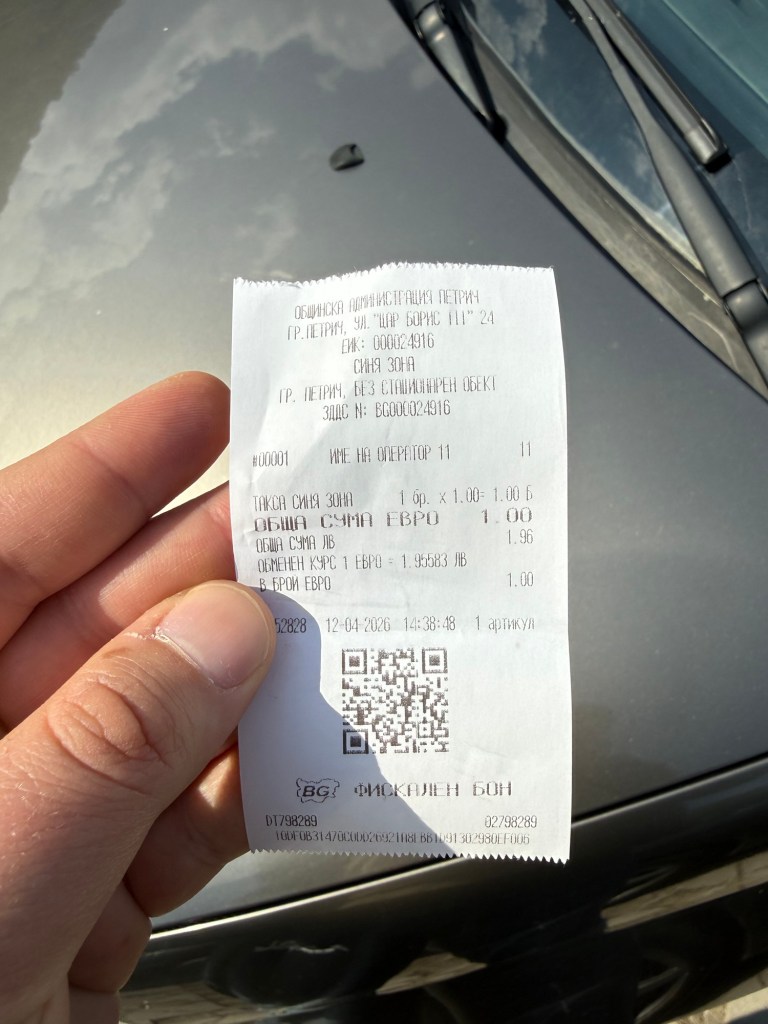 ОБЩИНСКА АДМИНИСТРАЦИЯ ПЕТРИЧ
ГР.ПЕТРИЧ, УЛ."ЦАР БОРИС III" 24
ЕИК: 000024916
СИНЯ ЗОНА
ГР. ПЕТРИЧ, БЕЗ СТАЦИОНАРЕН ОБЕКТ
ЗДДС N: BG000024916
#00001 ИМЕ НА ОПЕРАТОР 11 11
ТАКСА СИНЯ ЗОНА 1 бр. x 1.00= 1.00 Б
ОБЩА СУМА ЕВРО 1.00
ОБЩА СУМА ЛВ 1.96
ОБМЕНЕН КУРС 1 ЕВРО = 1.95583 ЛВ
В БРОЙ ЕВРО 1.00
52828 12-04-2026 14:38:48 1 артикул
BG ФИСКАЛЕН БОН
DT798289 02798289